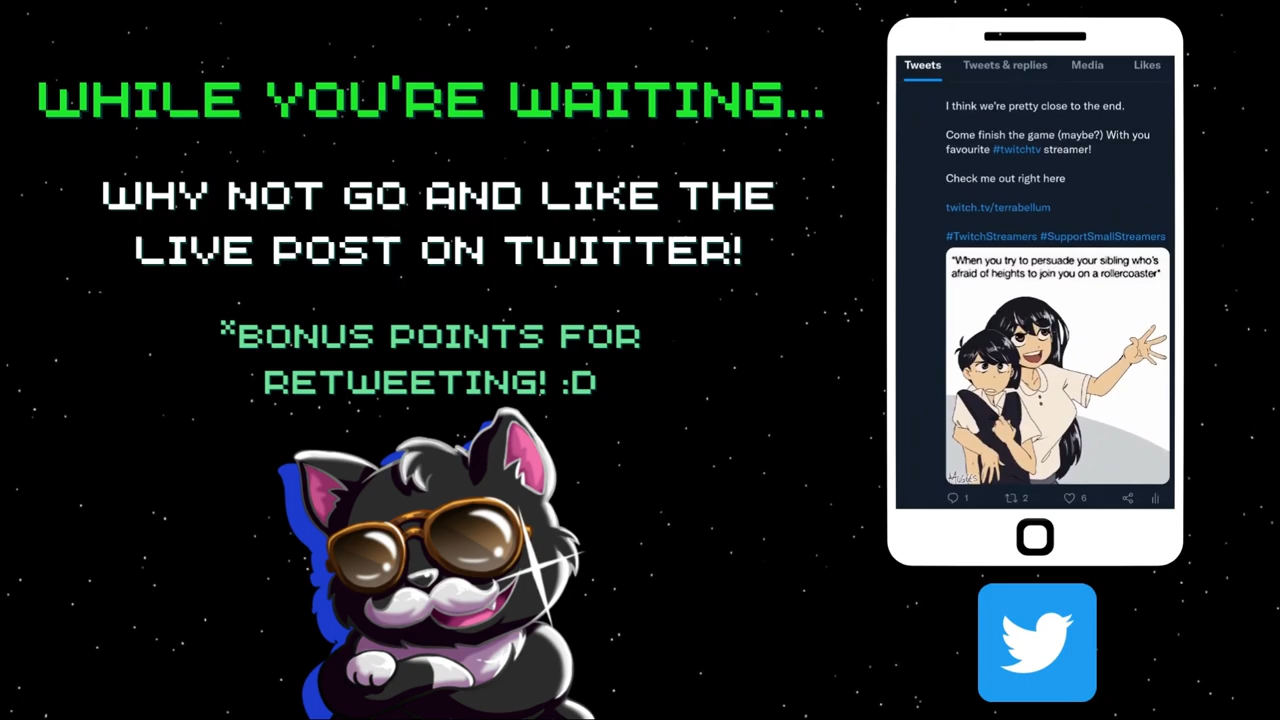 WHILE YOU'RE WAITING...
WHY NOT GO AND LIKE THE
LIVE POST ON TWITTER!
*BONUS POINTS FOR
RETWEETING! :D
Tweets Tweets & replies Media Likes
I think we're pretty close to the end.
Come finish the game (maybe?) With you
favourite #twitchtv streamer!
Check me out right here
twitch.tv/terrabellum
#TwitchStreamers #SupportSmallStreamers
"When you try to persuade your sibling who's
afraid of heights to join you on a rollercoaster"
1 2 6